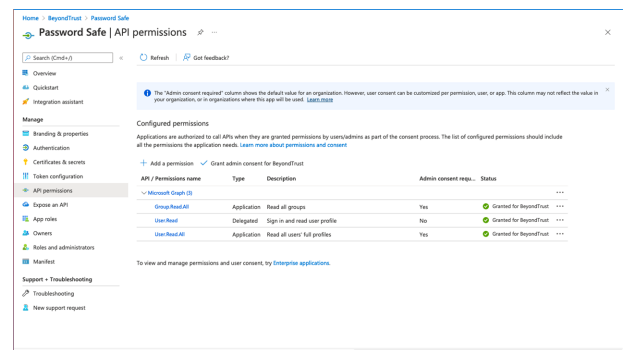 Home > BeyondTrust > Password Safe
Password Safe | API permissions
Search (Cmd+/)
Refresh
Got feedback?
Overview
Quickstart
Integration assistant
Manage
Branding & properties
Authentication
Certificates & secrets
Token configuration
API permissions
Expose an API
App roles
Owners
Roles and administrators
Manifest
Support + Troubleshooting
Troubleshooting
New support request
The "Admin consent required" column shows the default value for an organization. However, user consent can be customized per permission, user, or app. This column may not reflect the value in
your organization, or in organizations where this app will be used. Learn more
Configured permissions
Applications are authorized to call APIs when they are granted permissions by users/admins as part of the consent process. The list of configured permissions should include
all the permissions the application needs. Learn more about permissions and consent
Add a permission
Grant admin consent for BeyondTrust
API / Permissions name Type Description Admin consent requ... Status
Microsoft Graph (3)
Group.Read.All Application Read all groups Yes Granted for BeyondTrust
User.Read Delegated Sign in and read user profile No Granted for BeyondTrust
User.Read.All Application Read all users' full profiles Yes Granted for BeyondTrust
To view and manage permissions and user consent, try Enterprise applications.